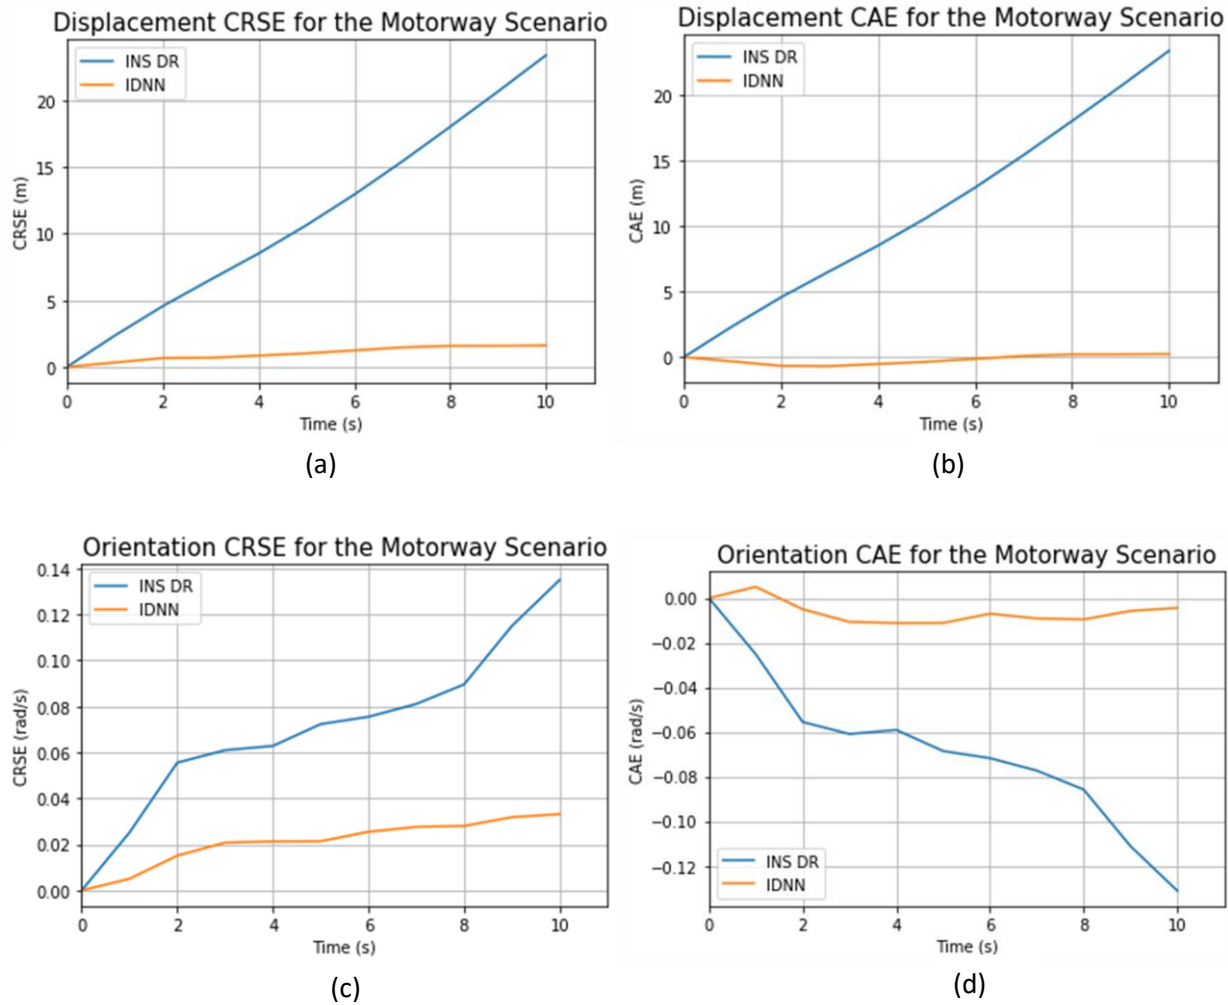 Displacement CRSE for the Motorway Scenario
INS DR
IDNN
20
15
10
5
0
CRSE (m)
0 2 4 6 8 10
Time (s)
(a)
Displacement CAE for the Motorway Scenario
INS DR
IDNN
20
15
10
5
0
CAE (m)
0 2 4 6 8 10
Time (s)
(b)
Orientation CRSE for the Motorway Scenario
INS DR
IDNN
0.14
0.12
0.10
0.08
0.06
0.04
0.02
0.00
CRSE (rad/s)
0 2 4 6 8 10
Time (s)
(c)
Orientation CAE for the Motorway Scenario
0.00
−0.02
−0.04
−0.06
−0.08
−0.10
−0.12
CAE (rad/s)
INS DR
IDNN
0 2 4 6 8 10
Time (s)
(d)